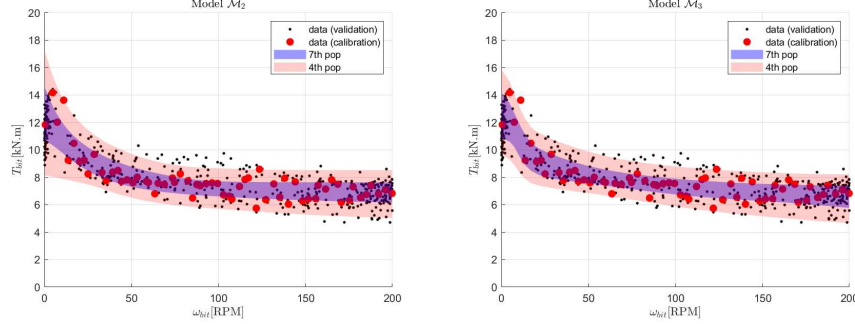 Model M₂
data (validation)
data (calibration)
7th pop
4th pop
20
18
16
14
12
10
8
6
4
2
0
T_bit[kN.m]
0
50
100
150
200
ω_bit[RPM]
Model M₃
data (validation)
data (calibration)
7th pop
4th pop
20
18
16
14
12
10
8
6
4
2
0
T_bit[kN.m]
0
50
100
150
200
ω_bit[RPM]